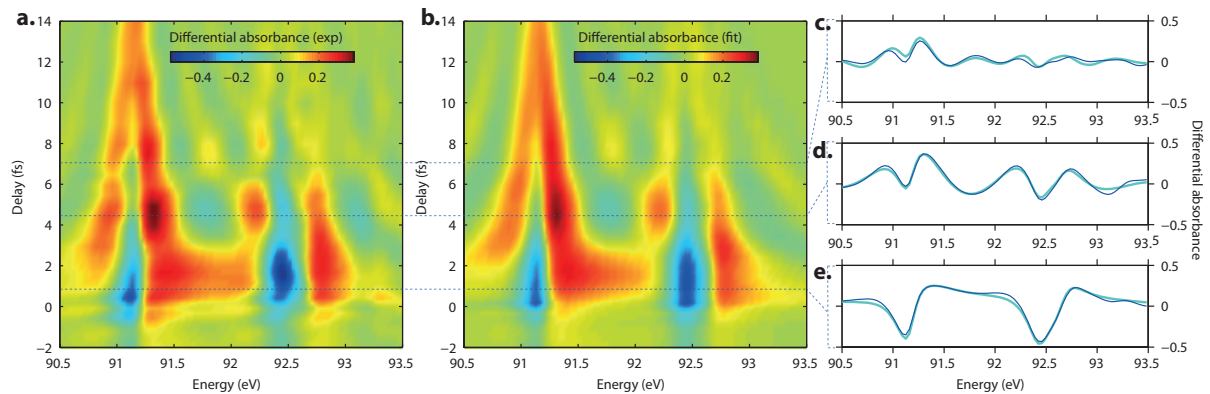 a.
Differential absorbance (exp)
−0.4 −0.2 0 0.2
14
12
10
8
6
4
2
0
−2
Delay (fs)
90.5 91 91.5 92 92.5 93 93.5
Energy (eV)
b.
Differential absorbance (fit)
−0.4 −0.2 0 0.2
14
12
10
8
6
4
2
0
−2
Delay (fs)
90.5 91 91.5 92 92.5 93 93.5
Energy (eV)
c.
0.5
0
−0.5
90.5 91 91.5 92 92.5 93 93.5
d.
0.5
0
−0.5
90.5 91 91.5 92 92.5 93 93.5
e.
0.5
0
−0.5
90.5 91 91.5 92 92.5 93 93.5
Energy (eV)
Differential absorbance